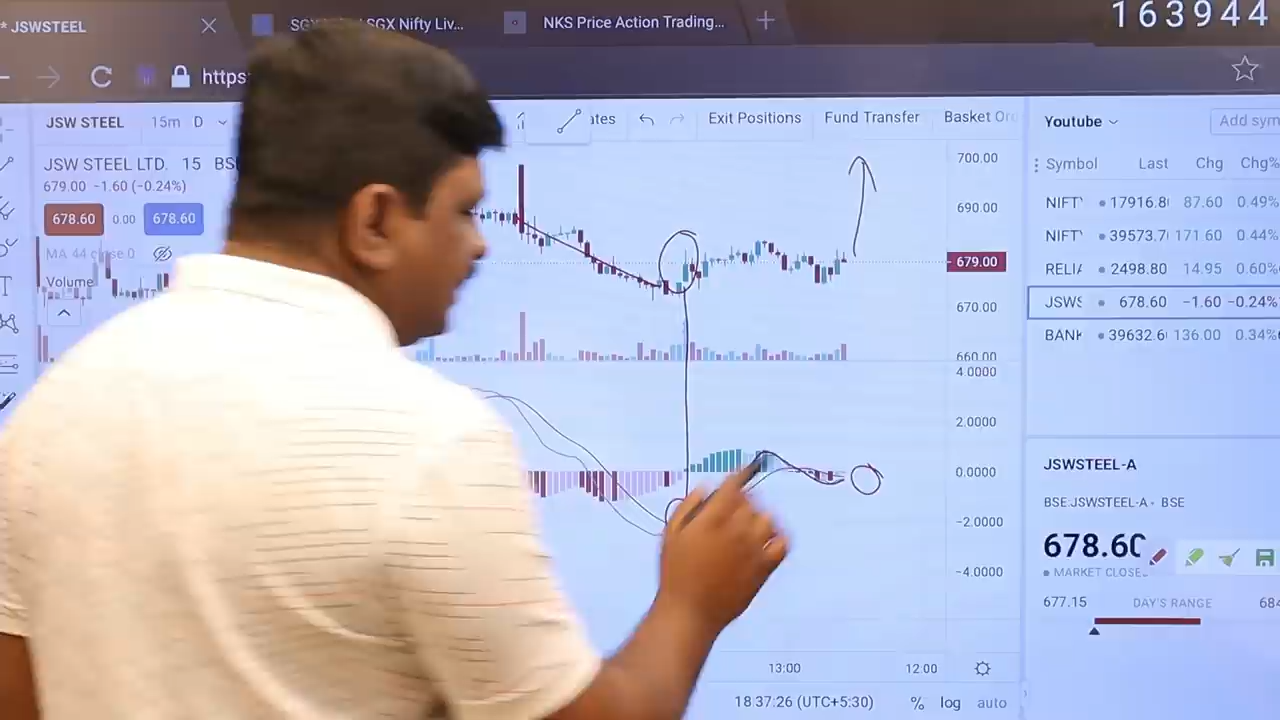 * JSWSTEEL
SGX Nifty Liv...
NKS Price Action Trading...
163944
https:
JSW STEEL 15m D
ates
Exit Positions
Fund Transfer
Basket Or
Youtube
Add sym
JSW STEEL LTD. 15
679.00 −1.60 (−0.24%)
678.60 0.00 678.60
MA 44 close 0
Volume
700.00
690.00
679.00
670.00
660.00
4.0000
2.0000
0.0000
−2.0000
−4.0000
Symbol Last Chg Chg%
NIFTY 17916.8 87.60 0.49%
NIFTY 39573.7 171.60 0.44%
RELIA 2498.80 14.95 0.60%
JSWS 678.60 −1.60 −0.24%
BANK 39632.6 136.00 0.34%
JSWSTEEL-A
BSE:JSWSTEEL-A • BSE
678.60
MARKET CLOSE
677.15 DAY'S RANGE 684
13:00 12:00
18:37:26 (UTC+5:30) % log auto